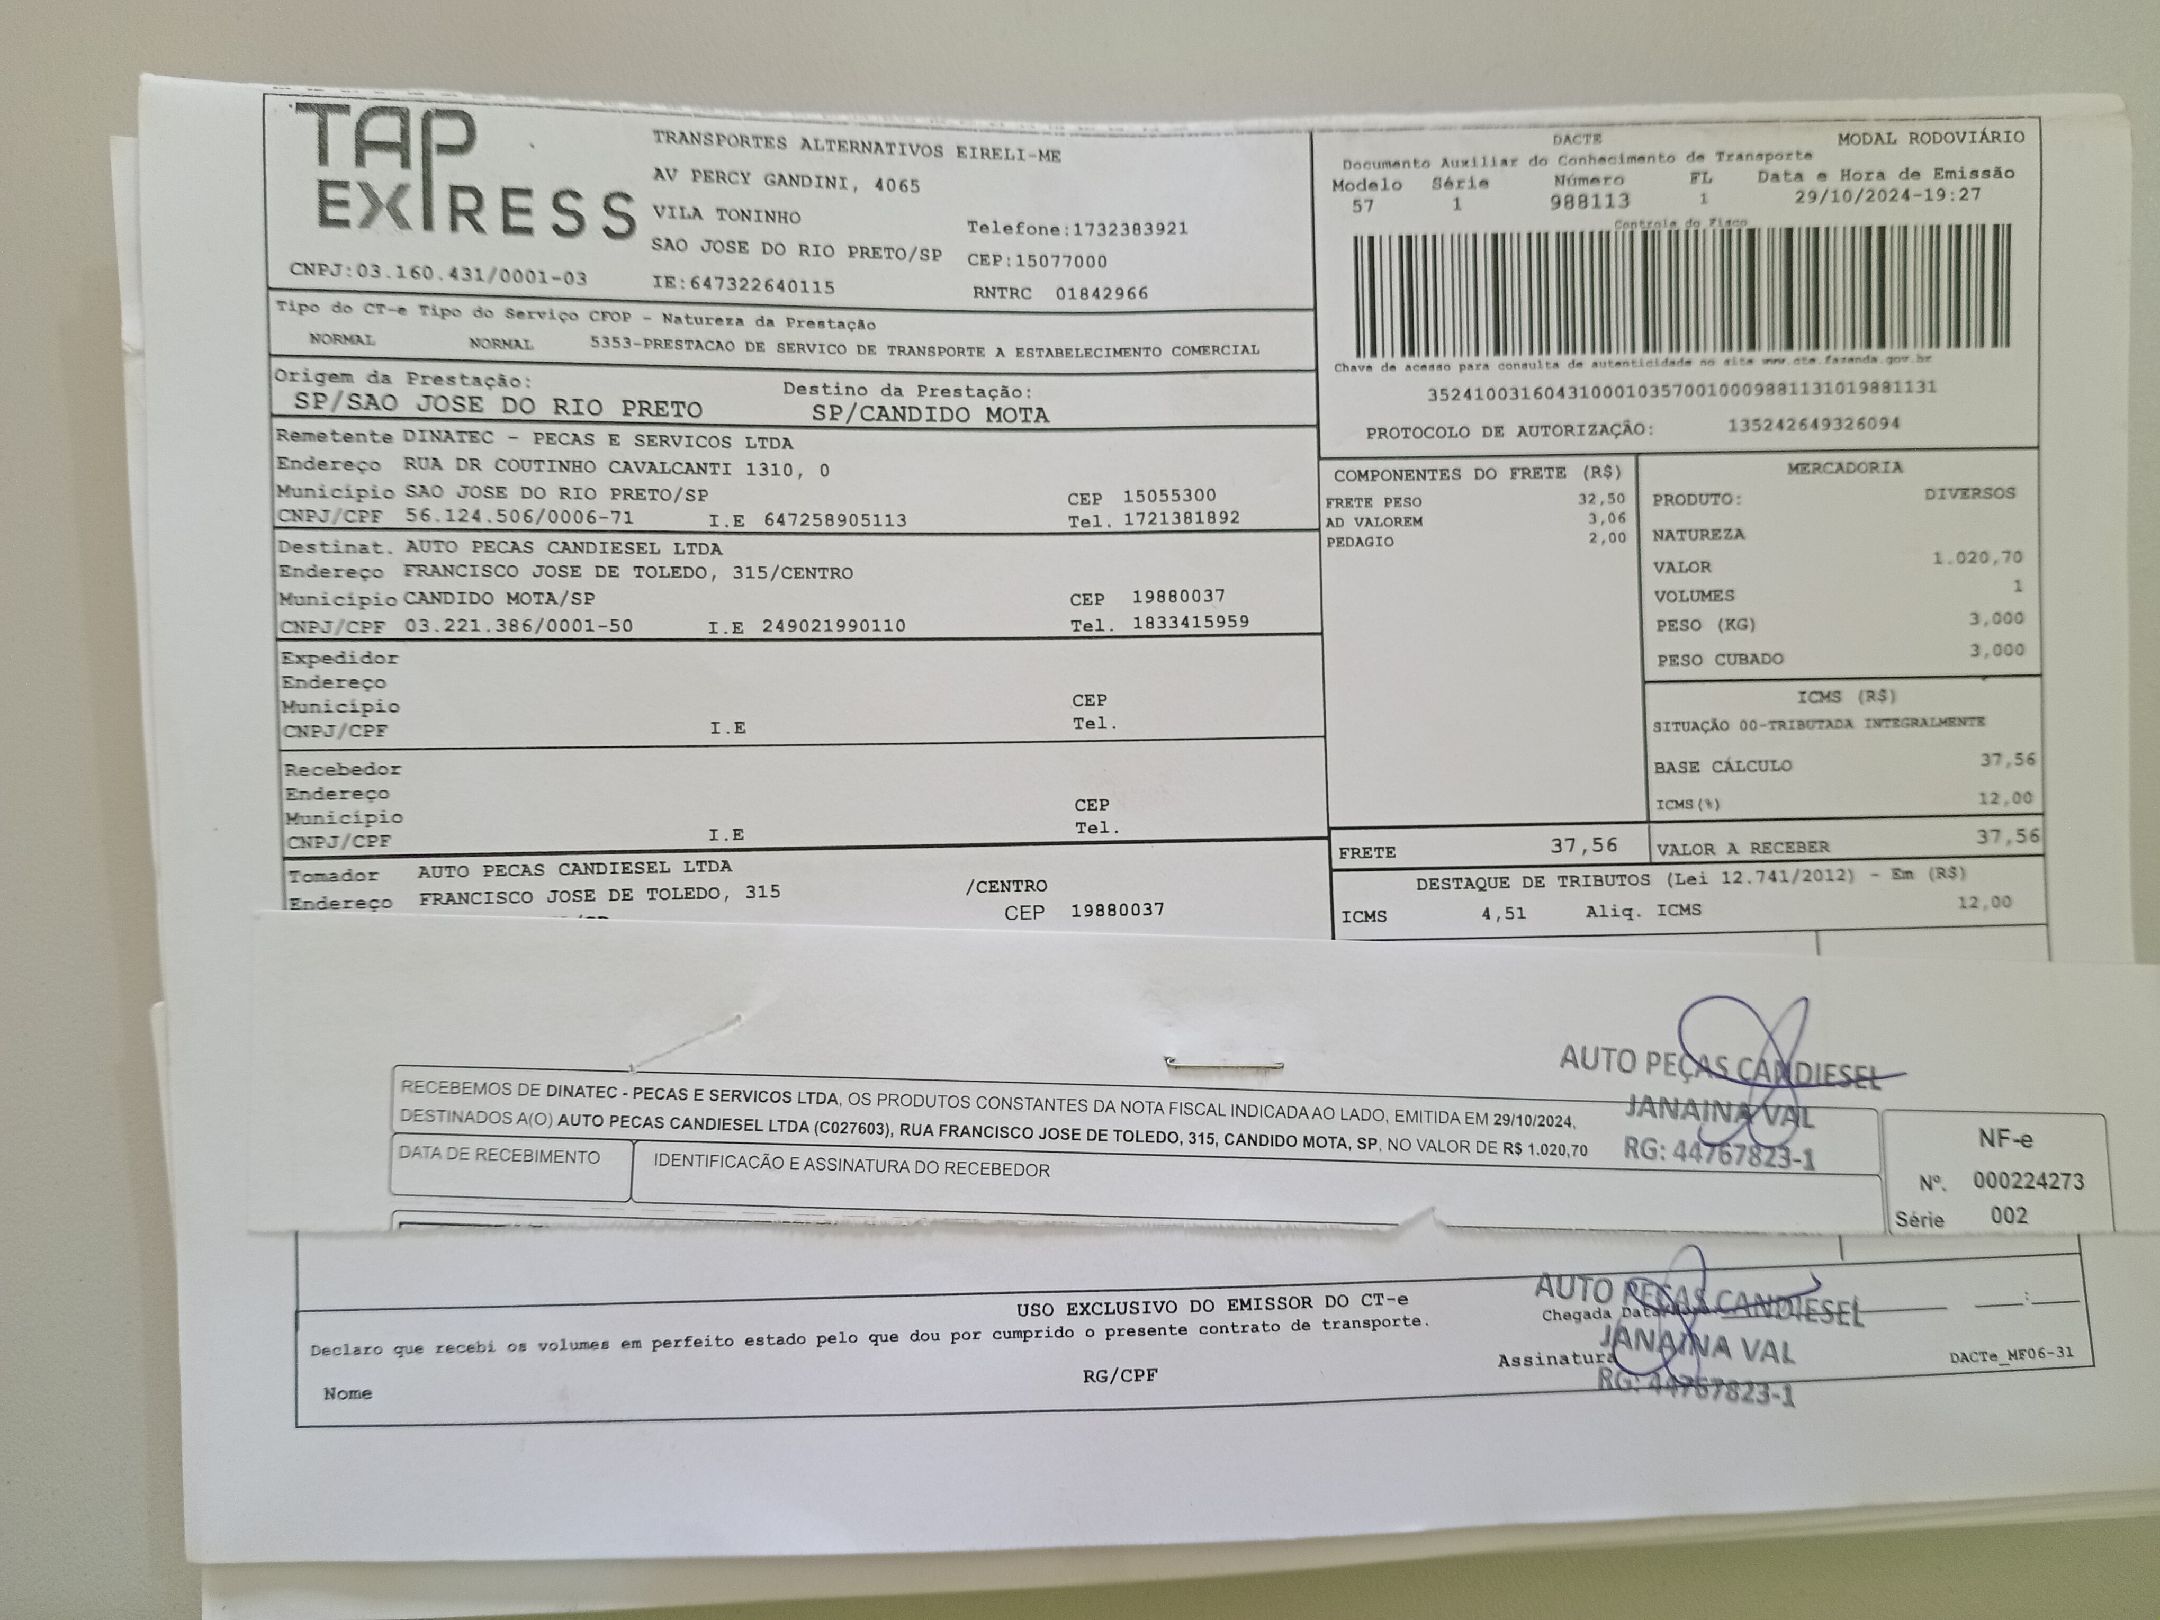 TAP
EXPRESS
TRANSPORTES ALTERNATIVOS EIRELI-ME
AV PERCY GANDINI, 4065
VILA TONINHO
SAO JOSE DO RIO PRETO/SP
IE:647322640115
Telefone:1732383921
CEP:15077000
RNTRC 01842966
CNPJ:03.160.431/0001-03
DACTE
MODAL RODOVIÁRIO
Documento Auxiliar do Conhecimento de Transporte
Modelo Série Número FL Data e Hora de Emissão
57 1 988113 1 29/10/2024-19:27
Controle do Fisco
Chave de acesso para consulta de autenticidade no site www.cte.fazenda.gov.br
35241003160431000103570010009881131019881131
PROTOCOLO DE AUTORIZAÇÃO: 135242649326094
Tipo do CT-e Tipo do Serviço CFOP - Natureza da Prestação
NORMAL NORMAL 5353-PRESTACAO DE SERVICO DE TRANSPORTE A ESTABELECIMENTO COMERCIAL
Origem da Prestação: Destino da Prestação:
SP/SAO JOSE DO RIO PRETO SP/CANDIDO MOTA
Remetente DINATEC - PECAS E SERVICOS LTDA
Endereço RUA DR COUTINHO CAVALCANTI 1310, 0
Município SAO JOSE DO RIO PRETO/SP CEP 15055300
CNPJ/CPF 56.124.506/0006-71 I.E 647258905113 Tel. 1721381892
Destinat. AUTO PECAS CANDIESEL LTDA
Endereço FRANCISCO JOSE DE TOLEDO, 315/CENTRO
Município CANDIDO MOTA/SP CEP 19880037
CNPJ/CPF 03.221.386/0001-50 I.E 249021990110 Tel. 1833415959
Expedidor
Endereço
Município CEP
CNPJ/CPF I.E Tel.
Recebedor
Endereço
Município CEP
CNPJ/CPF I.E Tel.
Tomador AUTO PECAS CANDIESEL LTDA
Endereço FRANCISCO JOSE DE TOLEDO, 315 /CENTRO
CEP 19880037
COMPONENTES DO FRETE (R$)
FRETE PESO 32,50
AD VALOREM 3,06
PEDAGIO 2,00
MERCADORIA
PRODUTO: DIVERSOS
NATUREZA
VALOR 1.020,70
VOLUMES 1
PESO (KG) 3,000
PESO CUBADO 3,000
ICMS (R$)
SITUAÇÃO 00-TRIBUTADA INTEGRALMENTE
BASE CÁLCULO 37,56
ICMS(%) 12,00
FRETE 37,56 VALOR A RECEBER 37,56
DESTAQUE DE TRIBUTOS (Lei 12.741/2012) - Em (R$)
ICMS 4,51 Aliq. ICMS 12,00
AUTO PEÇAS CANDIESEL
JANAINA VAL
RG: 44767823-1
RECEBEMOS DE DINATEC - PECAS E SERVICOS LTDA, OS PRODUTOS CONSTANTES DA NOTA FISCAL INDICADA AO LADO, EMITIDA EM 29/10/2024,
DESTINADOS A(O) AUTO PECAS CANDIESEL LTDA (C027603), RUA FRANCISCO JOSE DE TOLEDO, 315, CANDIDO MOTA, SP, NO VALOR DE R$ 1.020,70
DATA DE RECEBIMENTO IDENTIFICACÃO E ASSINATURA DO RECEBEDOR
NF-e
Nº. 000224273
Série 002
USO EXCLUSIVO DO EMISSOR DO CT-e
Declaro que recebi os volumes em perfeito estado pelo que dou por cumprido o presente contrato de transporte.
Nome RG/CPF
Chegada Data
Assinatura
AUTO PEÇAS CANDIESEL
JANAINA VAL
RG: 44767823-1
DACTe_MF06-31